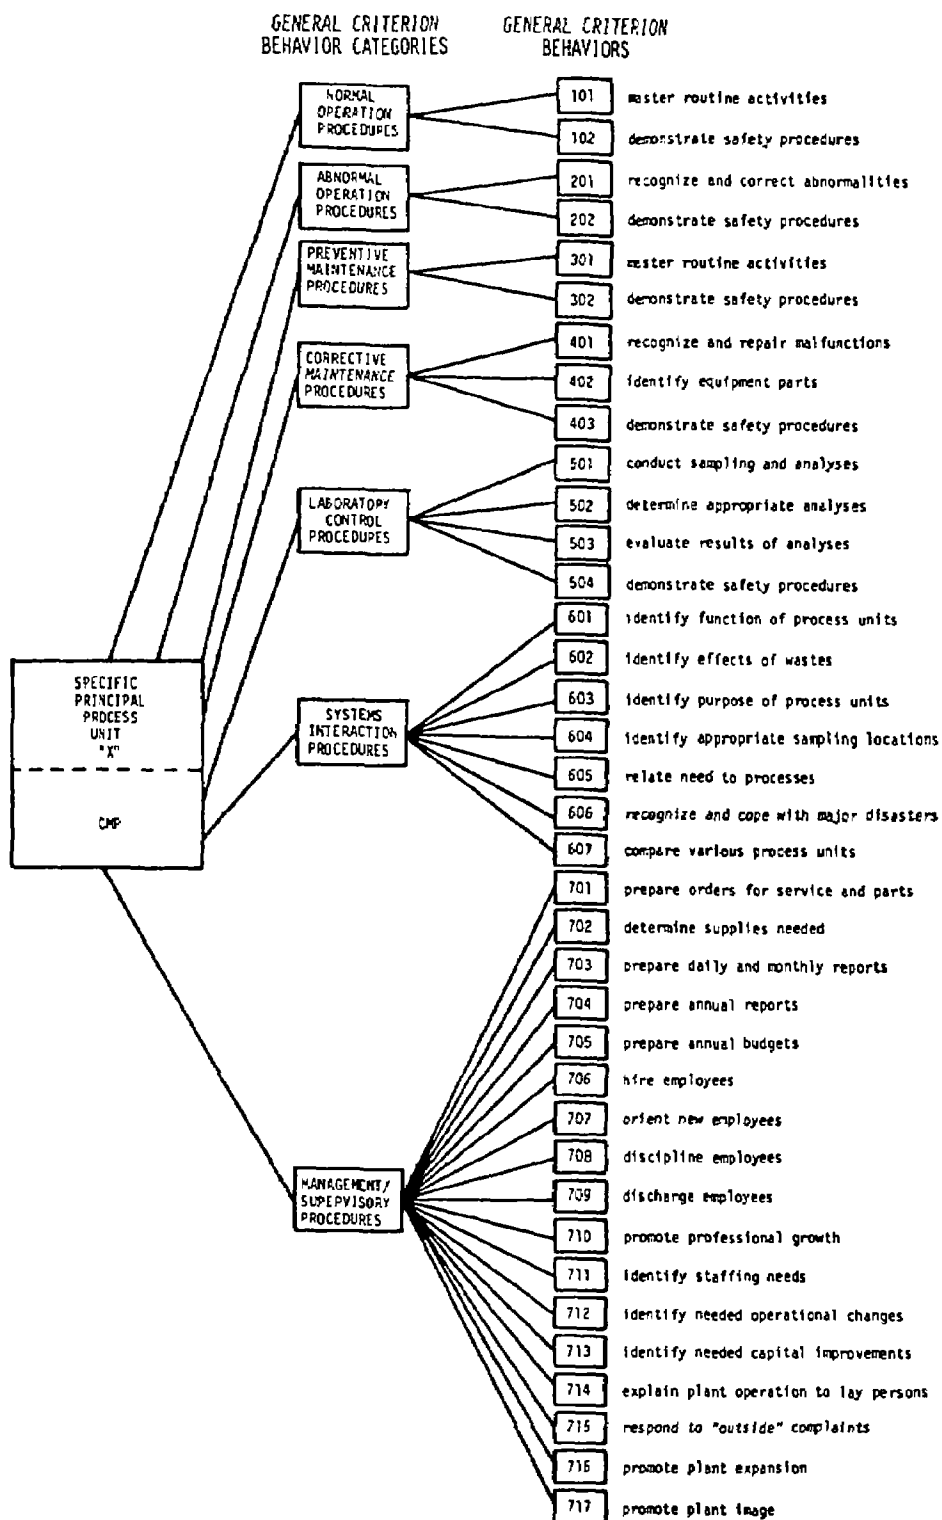 GENERAL CRITERION
BEHAVIOR CATEGORIES
GENERAL CRITERION
BEHAVIORS
NORMAL
OPERATION
PROCEDURES
101 master routine activities
102 demonstrate safety procedures
ABNORMAL
OPERATION
PROCEDURES
201 recognize and correct abnormalities
202 demonstrate safety procedures
PREVENTIVE
MAINTENANCE
PROCEDURES
301 master routine activities
302 demonstrate safety procedures
CORRECTIVE
MAINTENANCE
PROCEDURES
401 recognize and repair malfunctions
402 identify equipment parts
403 demonstrate safety procedures
LABORATORY
CONTROL
PROCEDURES
501 conduct sampling and analyses
502 determine appropriate analyses
503 evaluate results of analyses
504 demonstrate safety procedures
SPECIFIC
PRINCIPAL
PROCESS
UNIT
"X"
CMP
SYSTEMS
INTERACTION
PROCEDURES
601 identify function of process units
602 identify effects of wastes
603 identify purpose of process units
604 identify appropriate sampling locations
605 relate need to processes
606 recognize and cope with major disasters
607 compare various process units
MANAGEMENT/
SUPERVISORY
PROCEDURES
701 prepare orders for service and parts
702 determine supplies needed
703 prepare daily and monthly reports
704 prepare annual reports
705 prepare annual budgets
706 hire employees
707 orient new employees
708 discipline employees
709 discharge employees
710 promote professional growth
711 identify staffing needs
712 identify needed operational changes
713 identify needed capital improvements
714 explain plant operation to lay persons
715 respond to "outside" complaints
716 promote plant expansion
717 promote plant image